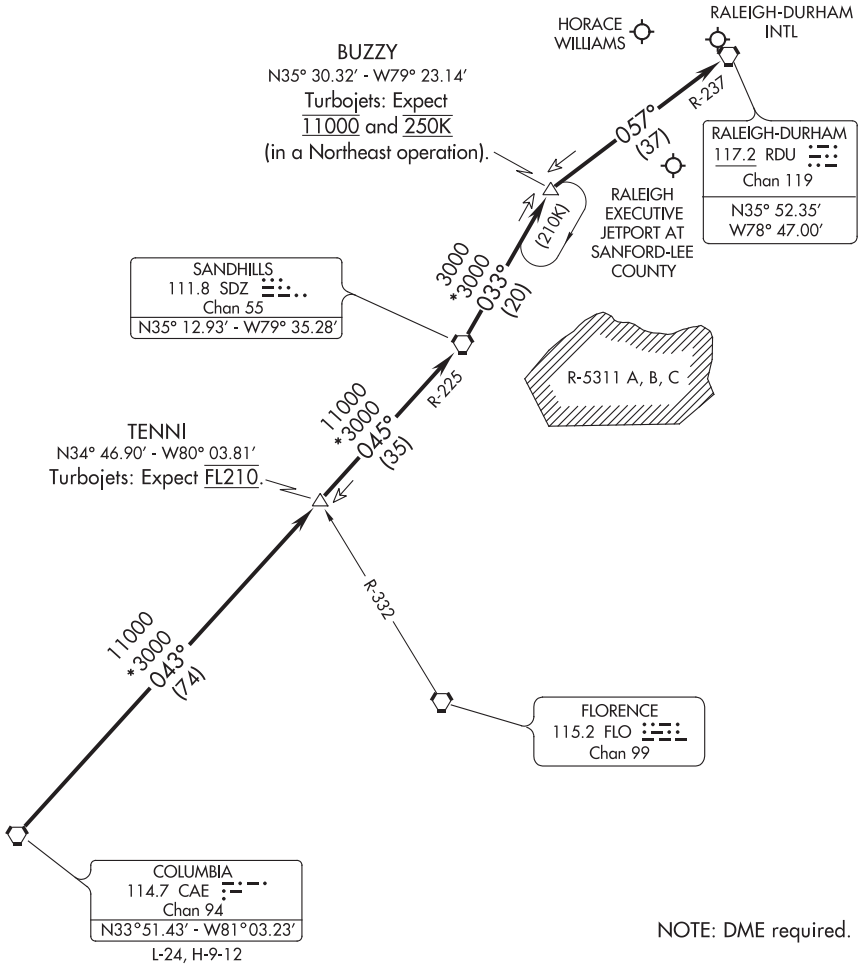 HORACE
WILLIAMS
RALEIGH-DURHAM
INTL
BUZZY
N35° 30.32' - W79° 23.14'
Turbojets: Expect
11000 and 250K
(in a Northeast operation).
R-237
057°
(37)
RALEIGH-DURHAM
117.2 RDU
Chan 119
N35° 52.35'
W78° 47.00'
RALEIGH
EXECUTIVE
JETPORT AT
SANFORD-LEE
COUNTY
(210K)
3000
*3000
033°
(20)
SANDHILLS
111.8 SDZ
Chan 55
N35° 12.93' - W79° 35.28'
R-5311 A, B, C
R-225
11000
*3000
045°
(35)
TENNI
N34° 46.90' - W80° 03.81'
Turbojets: Expect FL210.
R-332
11000
*3000
043°
(74)
FLORENCE
115.2 FLO
Chan 99
COLUMBIA
114.7 CAE
Chan 94
N33°51.43' - W81°03.23'
L-24, H-9-12
NOTE: DME required.